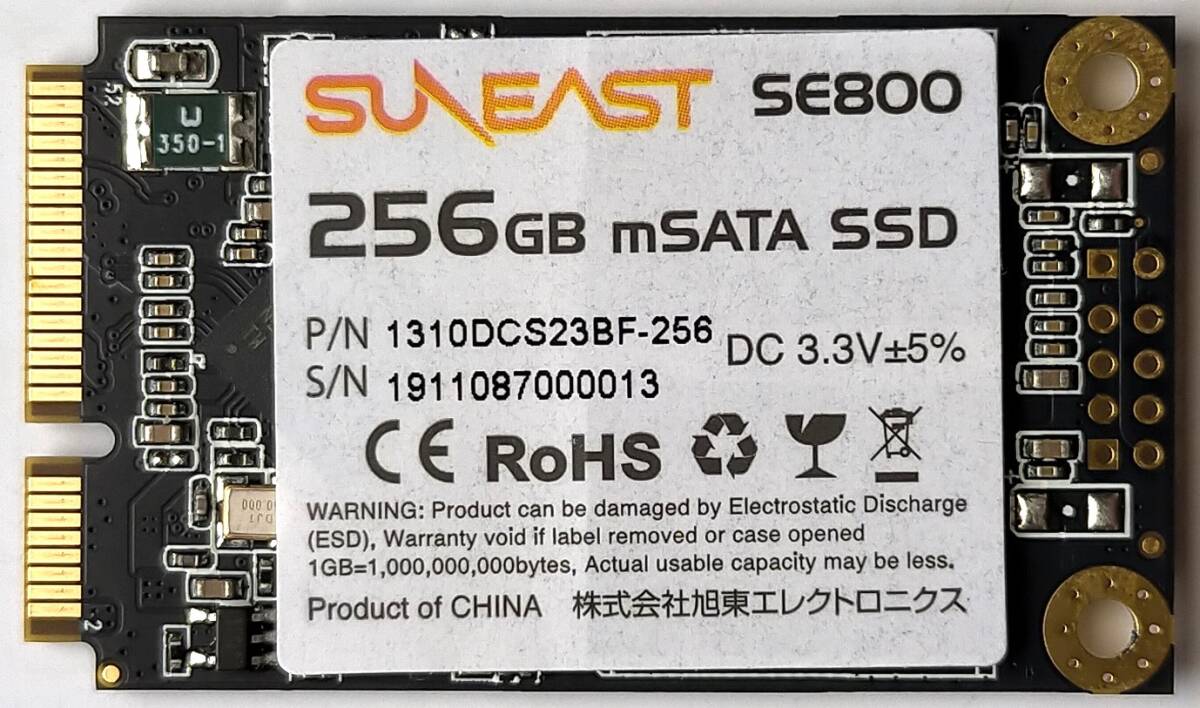 52
W
350-1
SUNEAST SE800
256GB mSATA SSD
P/N 1310DCS23BF-256
DC 3.3V±5%
S/N 1911087000013
CE RoHS
WARNING: Product can be damaged by Electrostatic Discharge
(ESD), Warranty void if label removed or case opened
1GB=1,000,000,000bytes, Actual usable capacity may be less.
Product of CHINA 株式会社旭東エレクトロニクス
2